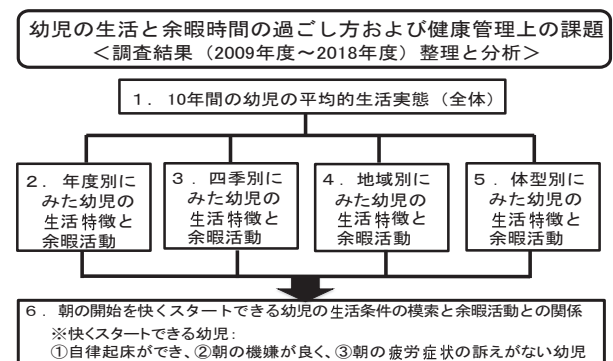 幼児の生活と余暇時間の過ごし方および健康管理上の課題
＜調査結果（2009年度～2018年度）整理と分析＞
１．10年間の幼児の平均的生活実態（全体）
２．年度別に
みた幼児の
生活特徴と
余暇活動
３．四季別に
みた幼児の
生活特徴と
余暇活動
４．地域別に
みた幼児の
生活特徴と
余暇活動
５．体型別に
みた幼児の
生活特徴と
余暇活動
６．朝の開始を快くスタートできる幼児の生活条件の模索と余暇活動との関係
※快くスタートできる幼児：
①自律起床ができ、②朝の機嫌が良く、③朝の疲労症状の訴えがない幼児